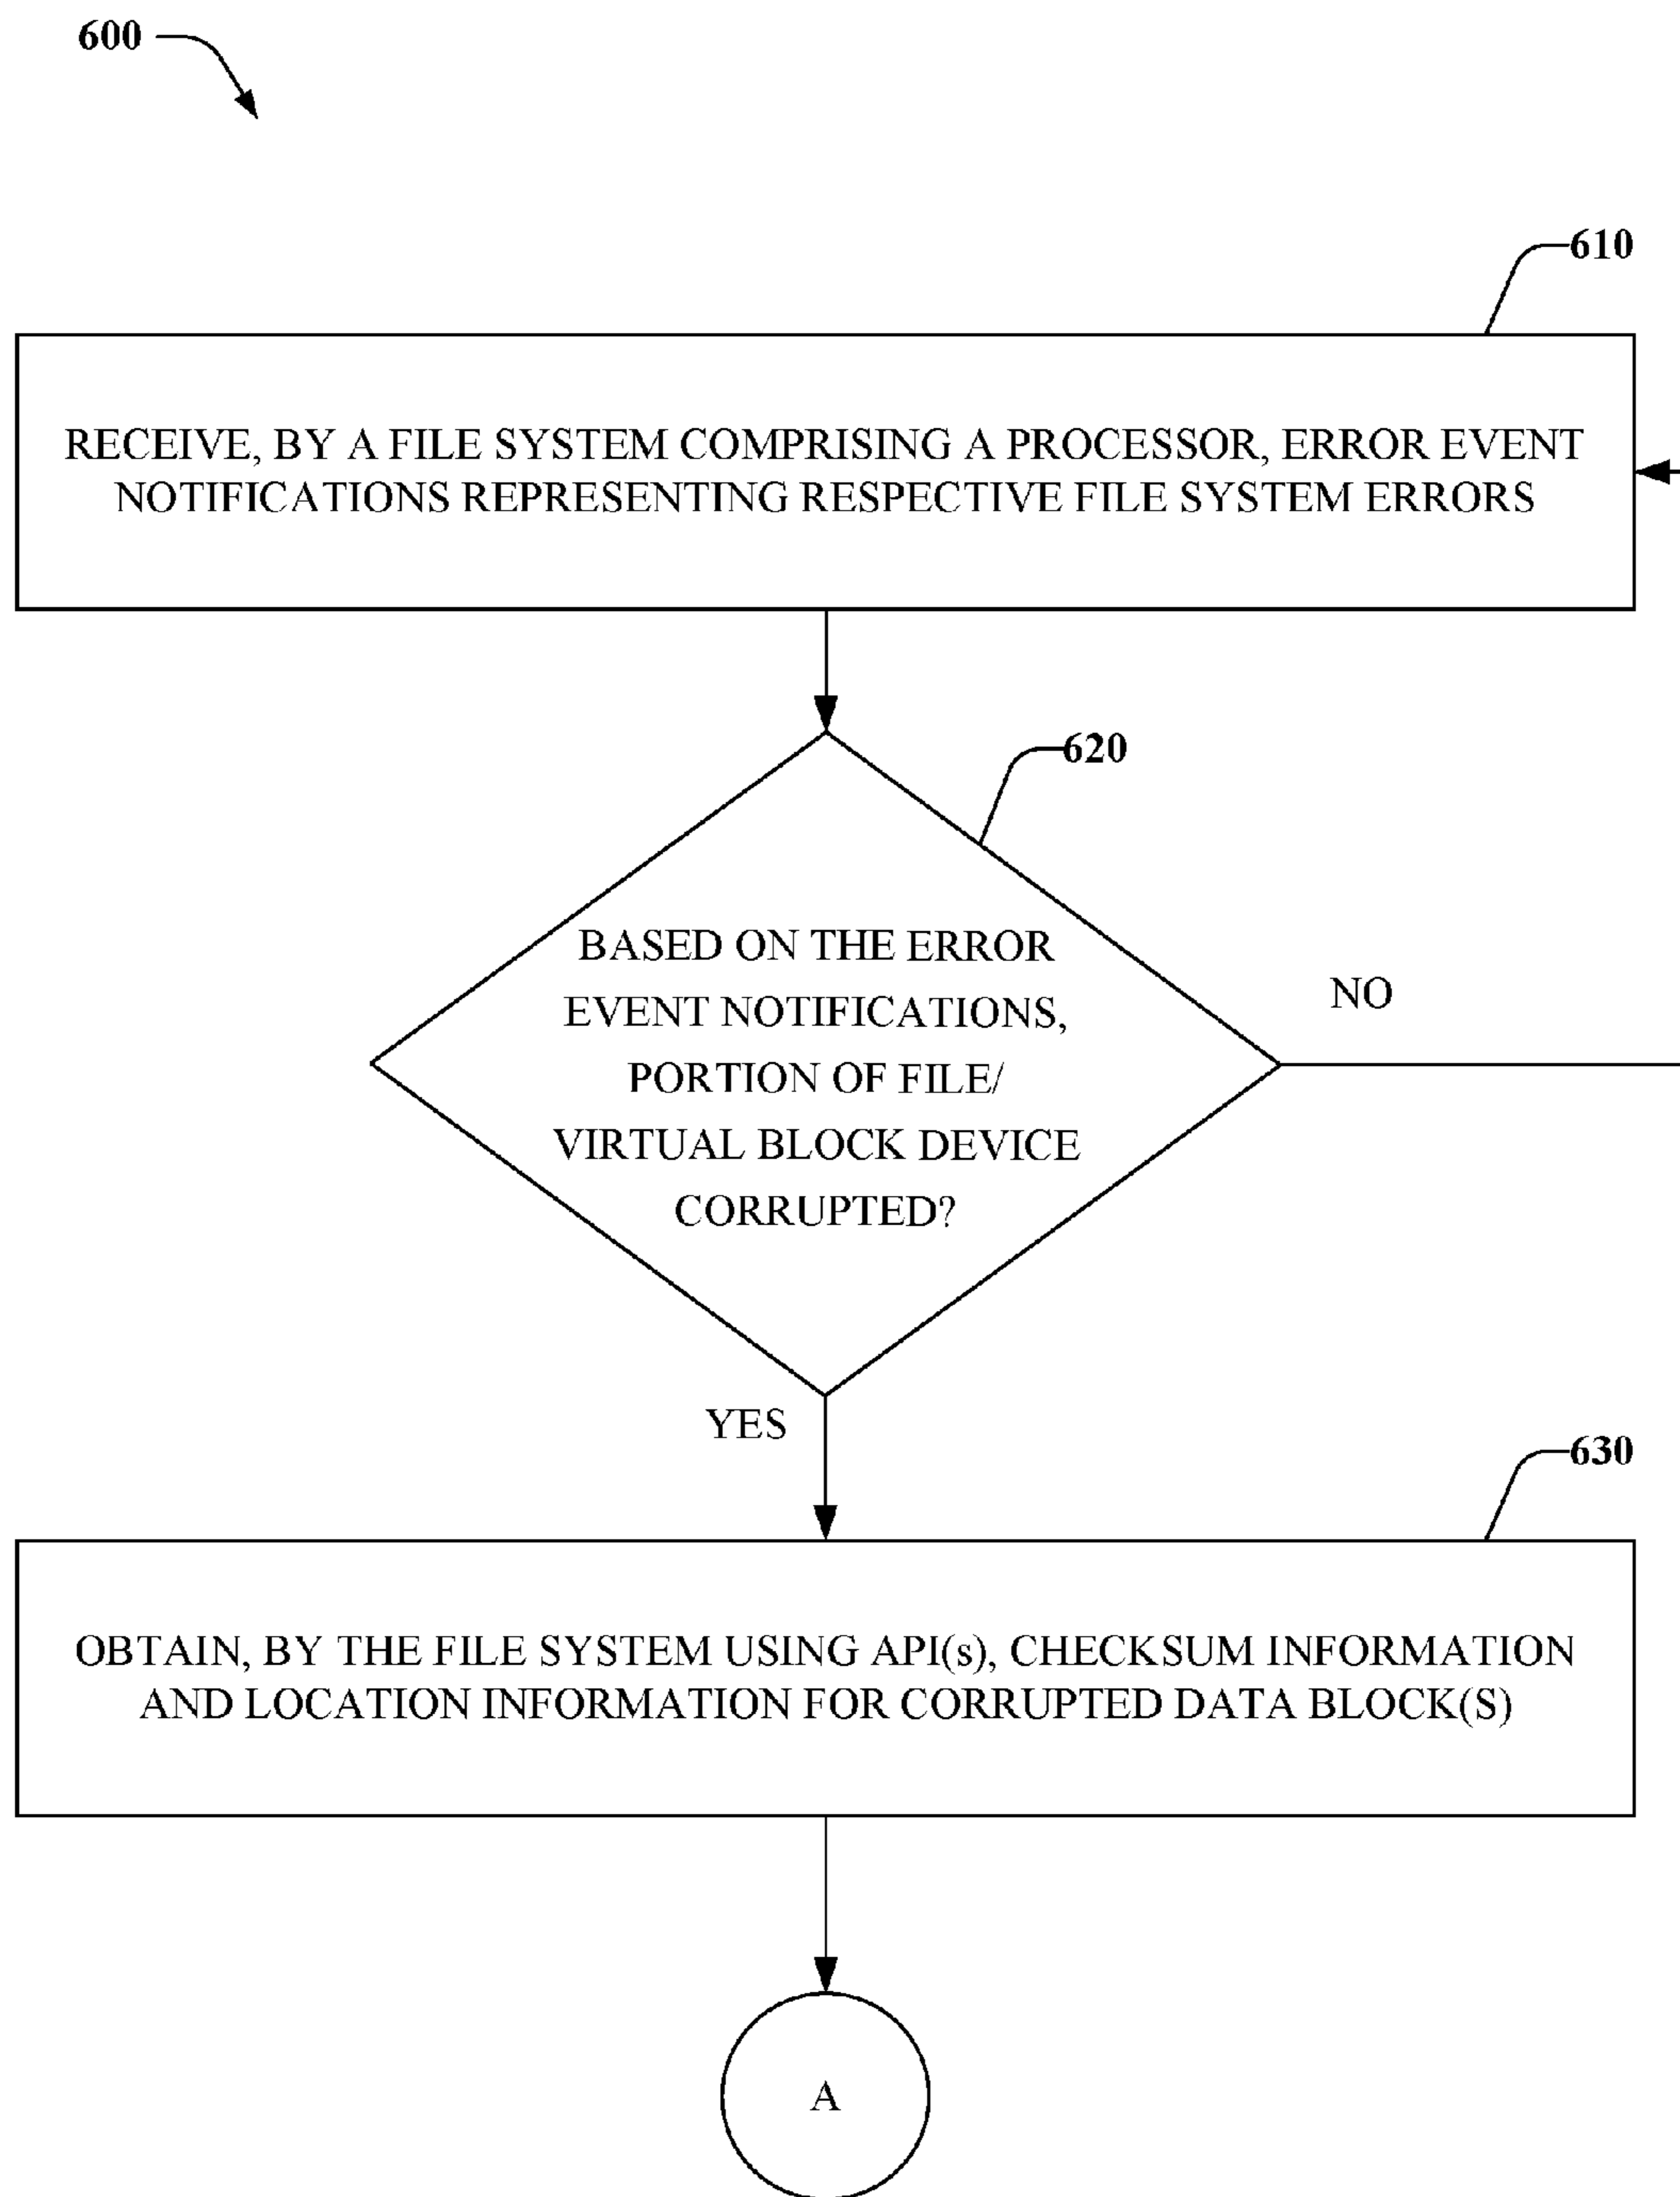 600
610
RECEIVE, BY A FILE SYSTEM COMPRISING A PROCESSOR, ERROR EVENT
NOTIFICATIONS REPRESENTING RESPECTIVE FILE SYSTEM ERRORS
620
BASED ON THE ERROR
EVENT NOTIFICATIONS,
PORTION OF FILE/
VIRTUAL BLOCK DEVICE
CORRUPTED?
NO
YES
630
OBTAIN, BY THE FILE SYSTEM USING API(s), CHECKSUM INFORMATION
AND LOCATION INFORMATION FOR CORRUPTED DATA BLOCK(S)
A